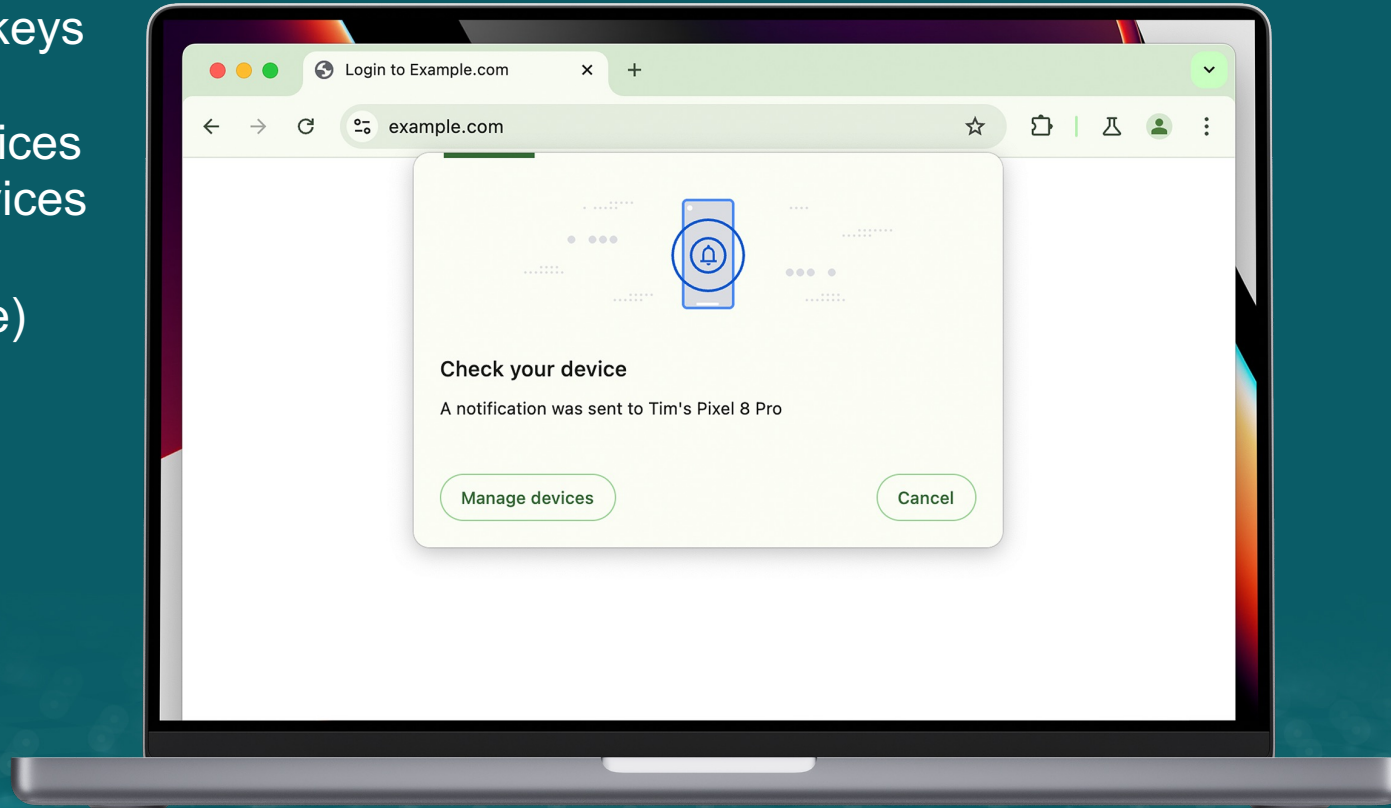 keys
ices
ices
e)
Login to Example.com
example.com
Check your device
A notification was sent to Tim's Pixel 8 Pro
Manage devices
Cancel